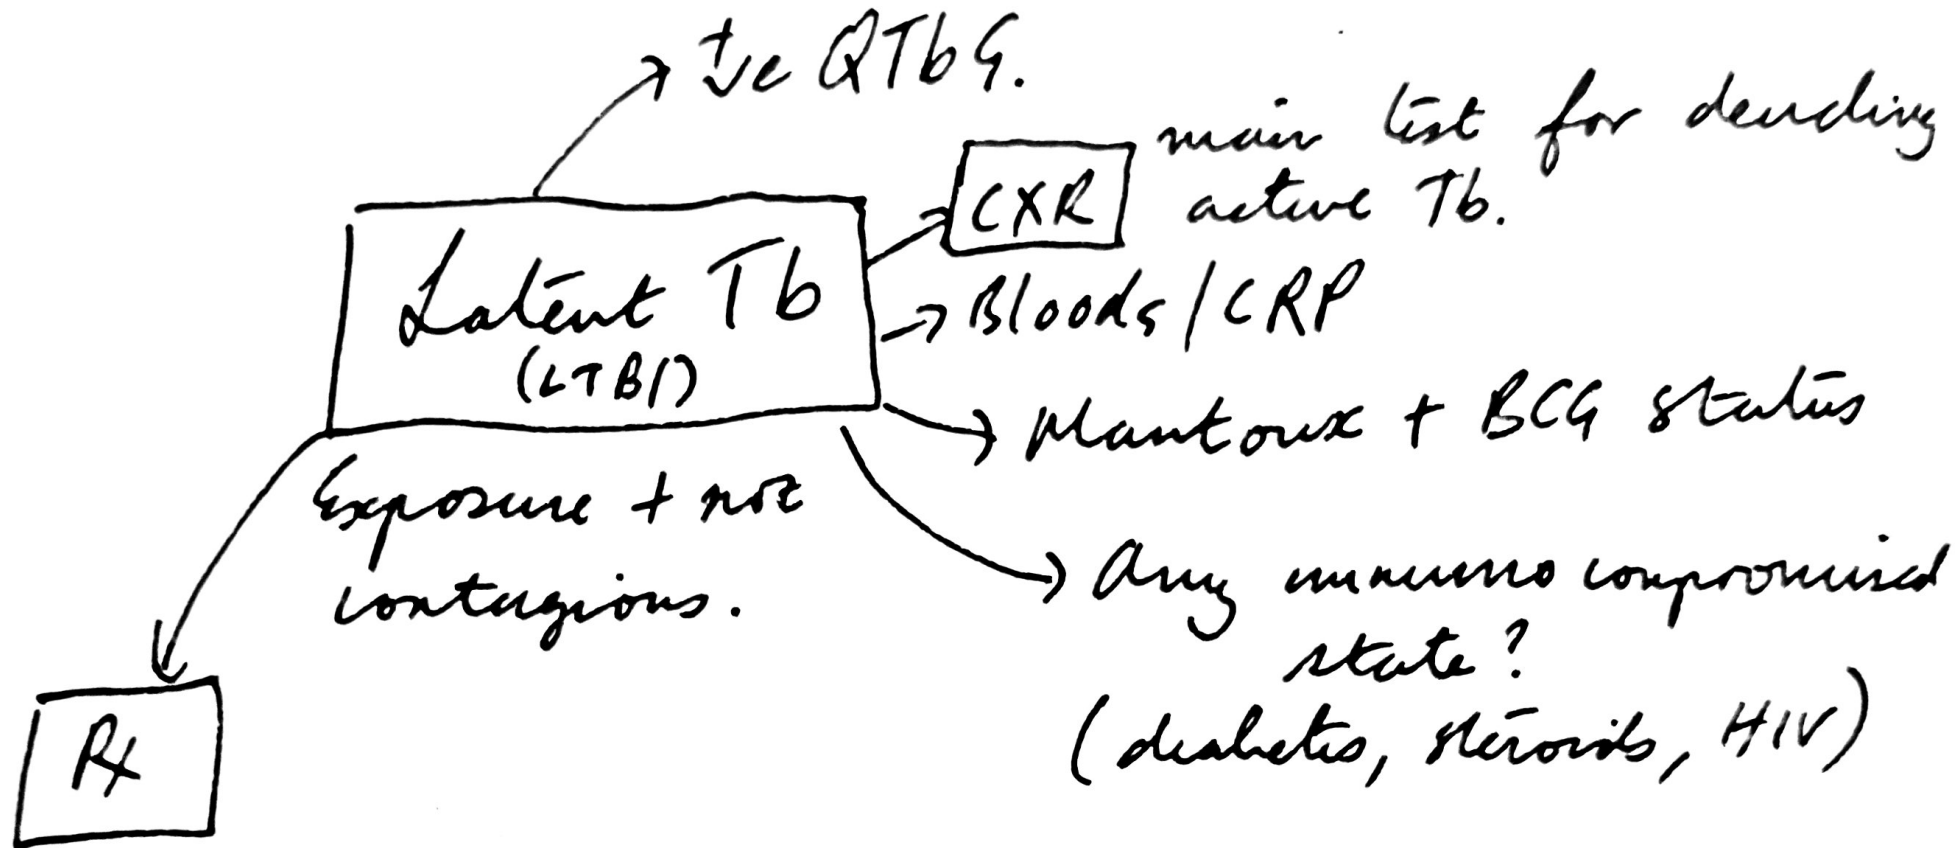 +ve QTbG.
CXR
main test for deciding
active Tb.
Latent Tb
(LTBI)
Bloods/CRP
Mantoux + BCG status
Exposure + not
contagious.
Any immuno compromised
state?
(diabetes, steroids, HIV)
Rx